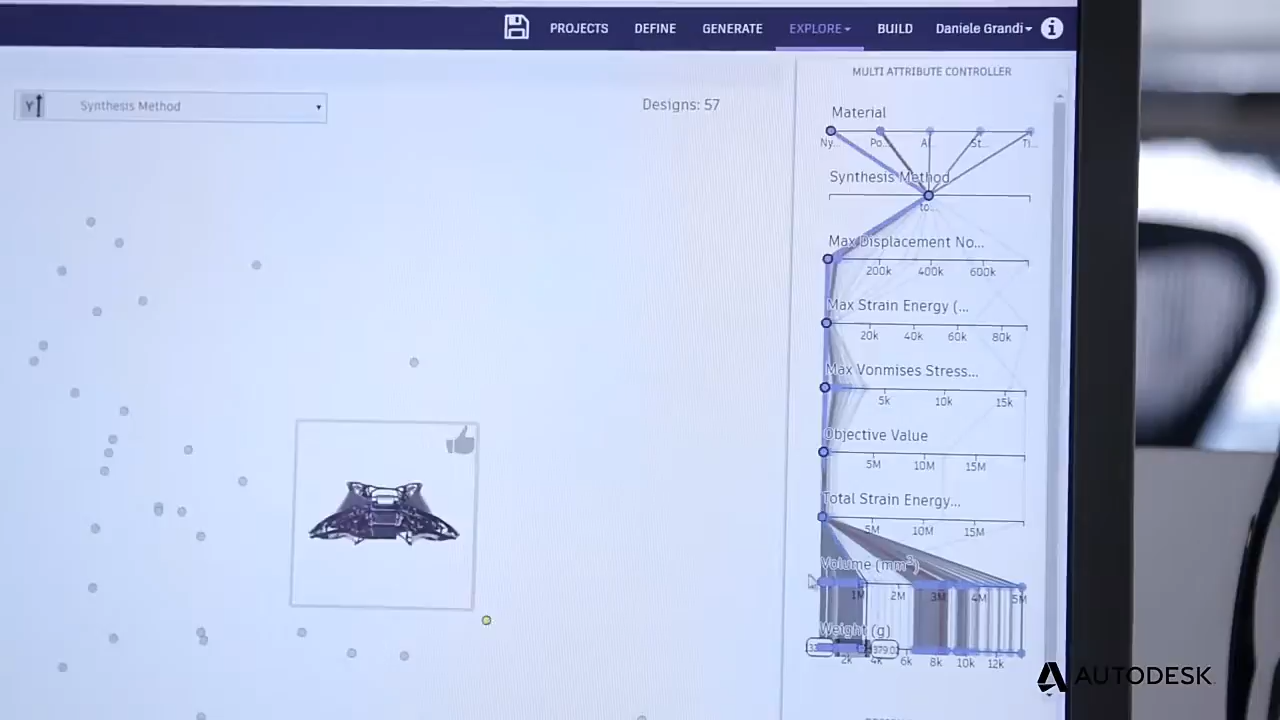 PROJECTS DEFINE GENERATE EXPLORE BUILD Daniele Grandi
MULTI ATTRIBUTE CONTROLLER
Y Synthesis Method
Designs: 57
Material
Ny... Po... Al... St... Ti...
Synthesis Method
to...
Max Displacement No...
200k 400k 600k
Max Strain Energy (...
20k 40k 60k 80k
Max Vonmises Stress...
5k 10k 15k
Objective Value
5M 10M 15M
Total Strain Energy...
5M 10M 15M
Volume (mm³)
1M 2M 3M 4M 5M
Weight (g)
2k 4k 6k 8k 10k 12k
AUTODESK